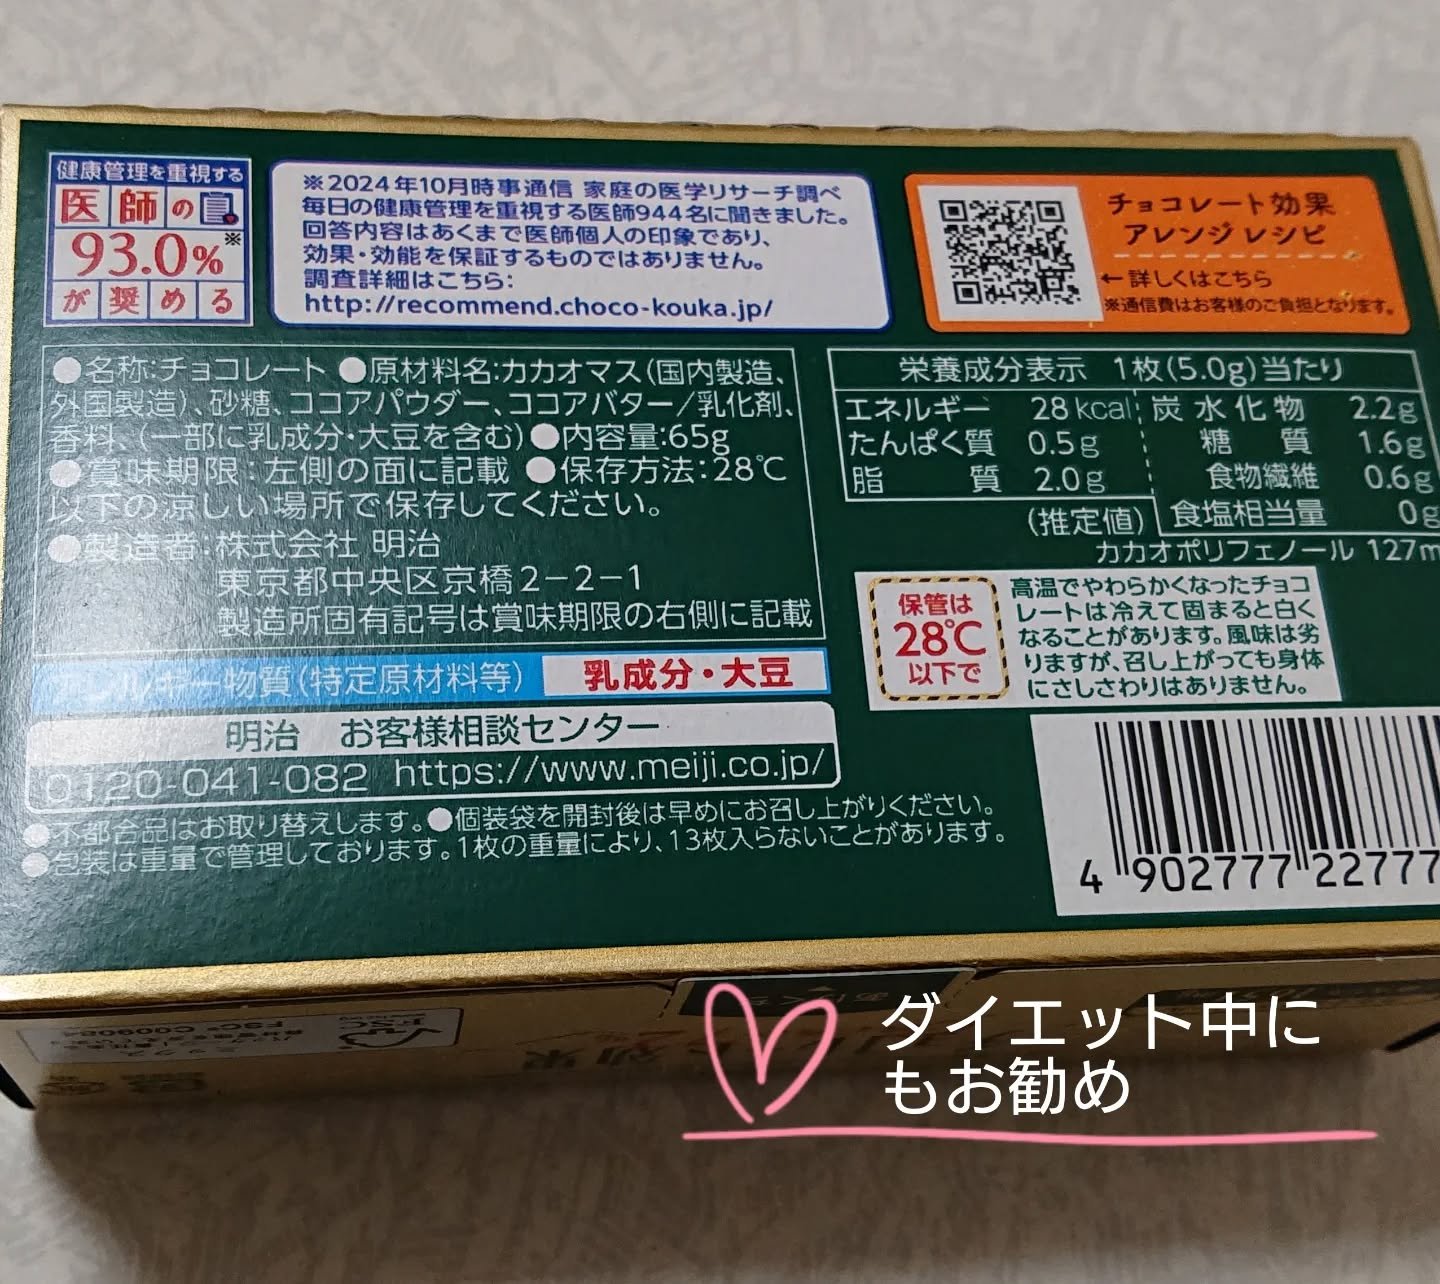 健康管理を重視する
医師の
93.0%※
が奨める
※2024年10月時事通信 家庭の医学リサーチ調べ
毎日の健康管理を重視する医師944名に聞きました。
回答内容はあくまで医師個人の印象であり、
効果・効能を保証するものではありません。
調査詳細はこちら:
http://recommend.choco-kouka.jp/
チョコレート効果
アレンジレシピ
←詳しくはこちら
※通信費はお客様のご負担となります。
●名称:チョコレート ●原材料名:カカオマス(国内製造、
外国製造)、砂糖、ココアパウダー、ココアバター/乳化剤、
香料、(一部に乳成分・大豆を含む) ●内容量:65g
●賞味期限:左側の面に記載 ●保存方法:28℃
以下の涼しい場所で保存してください。
●製造者:株式会社 明治
東京都中央区京橋2-2-1
製造所固有記号は賞味期限の右側に記載
栄養成分表示 1枚(5.0g)当たり
エネルギー 28kcal 炭水化物 2.2g
たんぱく質 0.5g 糖質 1.6g
脂質 2.0g 食物繊維 0.6g
(推定値) 食塩相当量 0g
カカオポリフェノール 127m
保管は
28℃
以下で
高温でやわらかくなったチョコ
レートは冷えて固まると白く
なることがあります。風味は劣
りますが、召し上がっても身体
にさしさわりはありません。
レルギー物質(特定原材料等) 乳成分・大豆
明治 お客様相談センター
0120-041-082 https://www.meiji.co.jp/
●不都合品はお取り替えします。●個装袋を開封後は早めにお召し上がりください。
●包装は重量で管理しております。1枚の重量により、13枚入らないことがあります。
4 902777 22777
ダイエット中に
もお勧め
FSC
効果